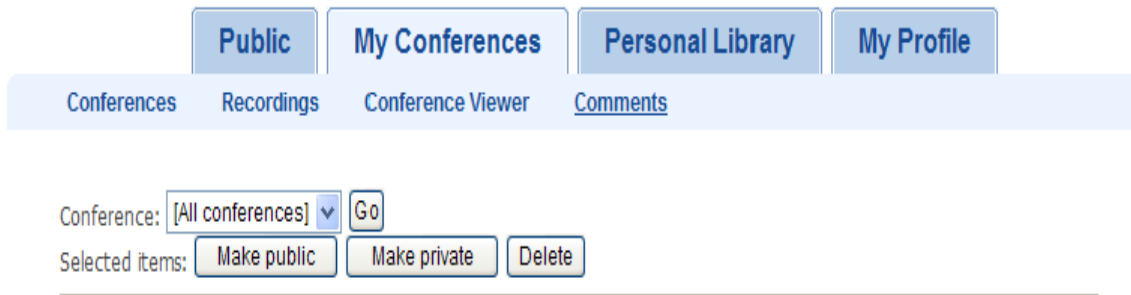 Public My Conferences Personal Library My Profile
Conferences Recordings Conference Viewer Comments
Conference: [All conferences] Go
Selected items: Make public Make private Delete